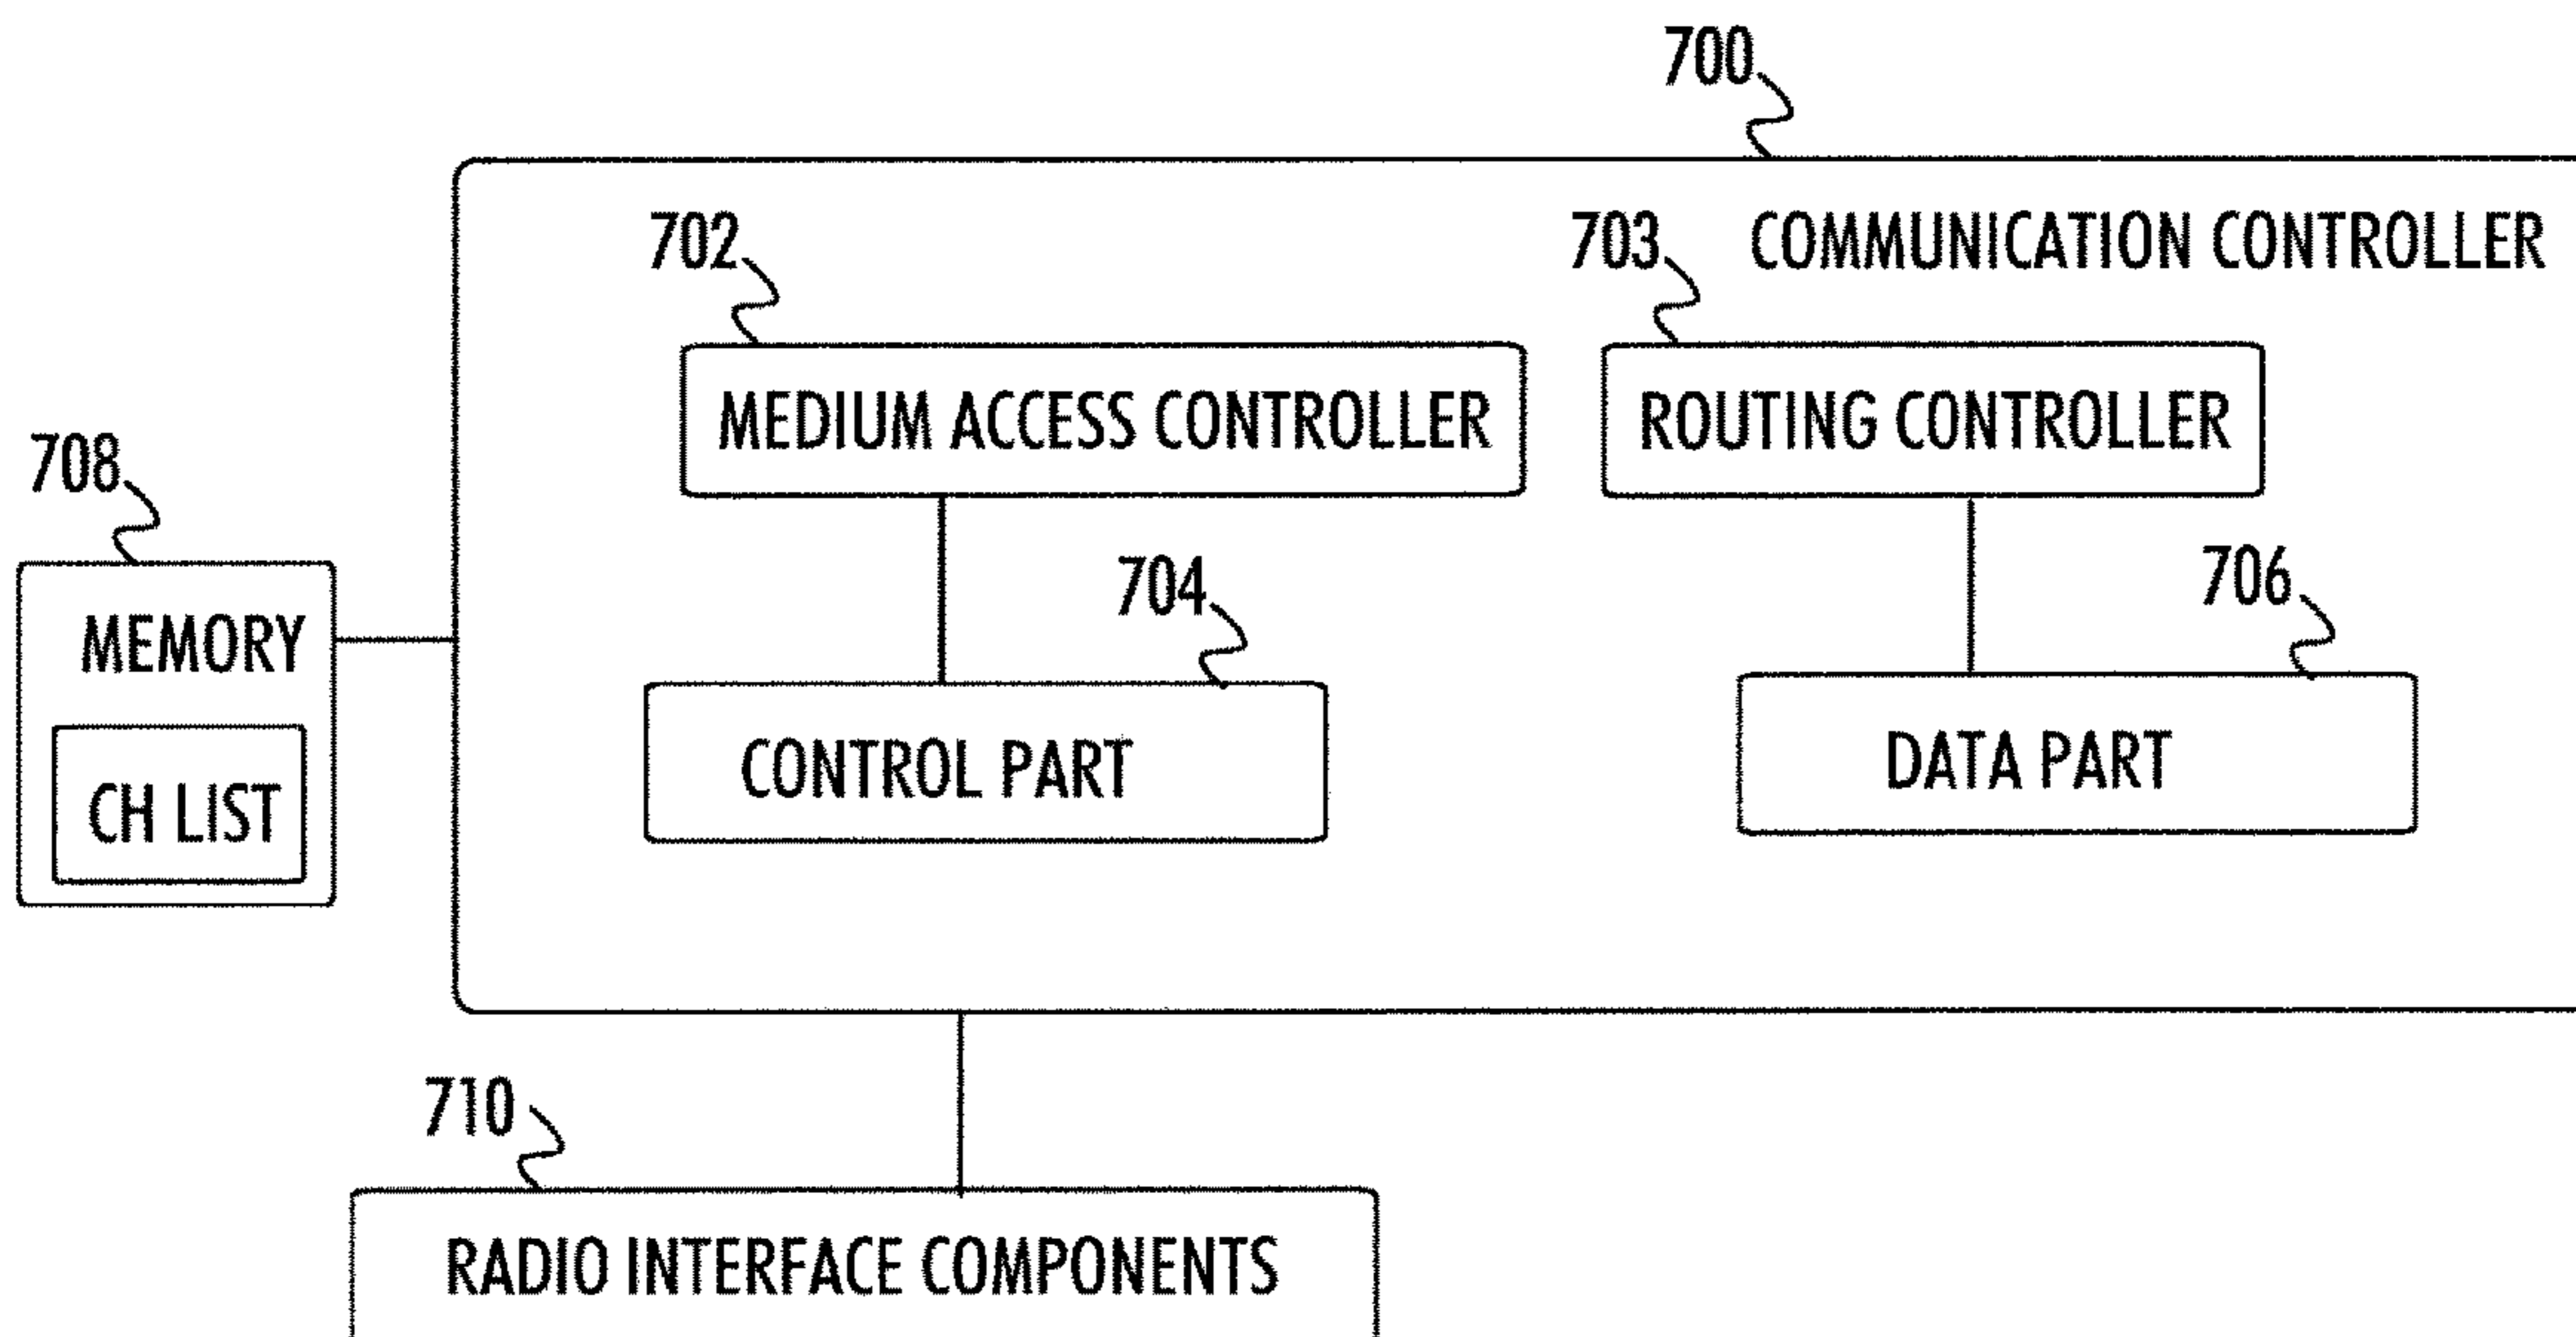 700
702
703
COMMUNICATION CONTROLLER
MEDIUM ACCESS CONTROLLER
ROUTING CONTROLLER
708
704
706
MEMORY
CONTROL PART
DATA PART
CH LIST
710
RADIO INTERFACE COMPONENTS